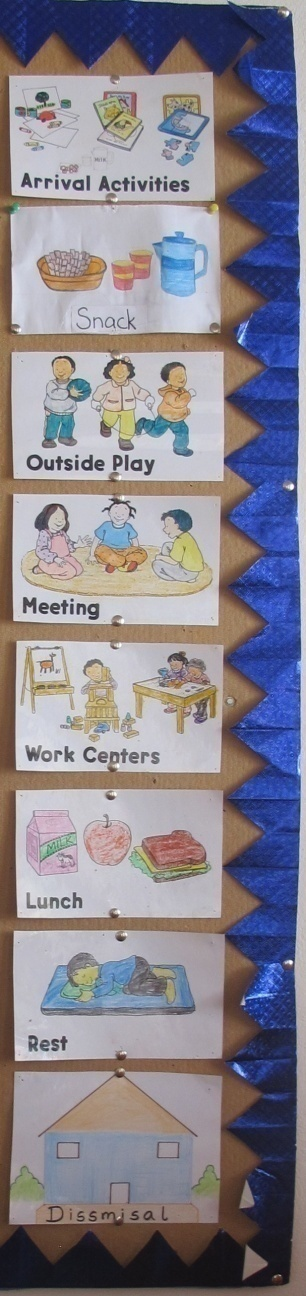 Arrival Activities
Snack
Outside Play
Meeting
Work Centers
MILK
Lunch
Rest
Dissmisal